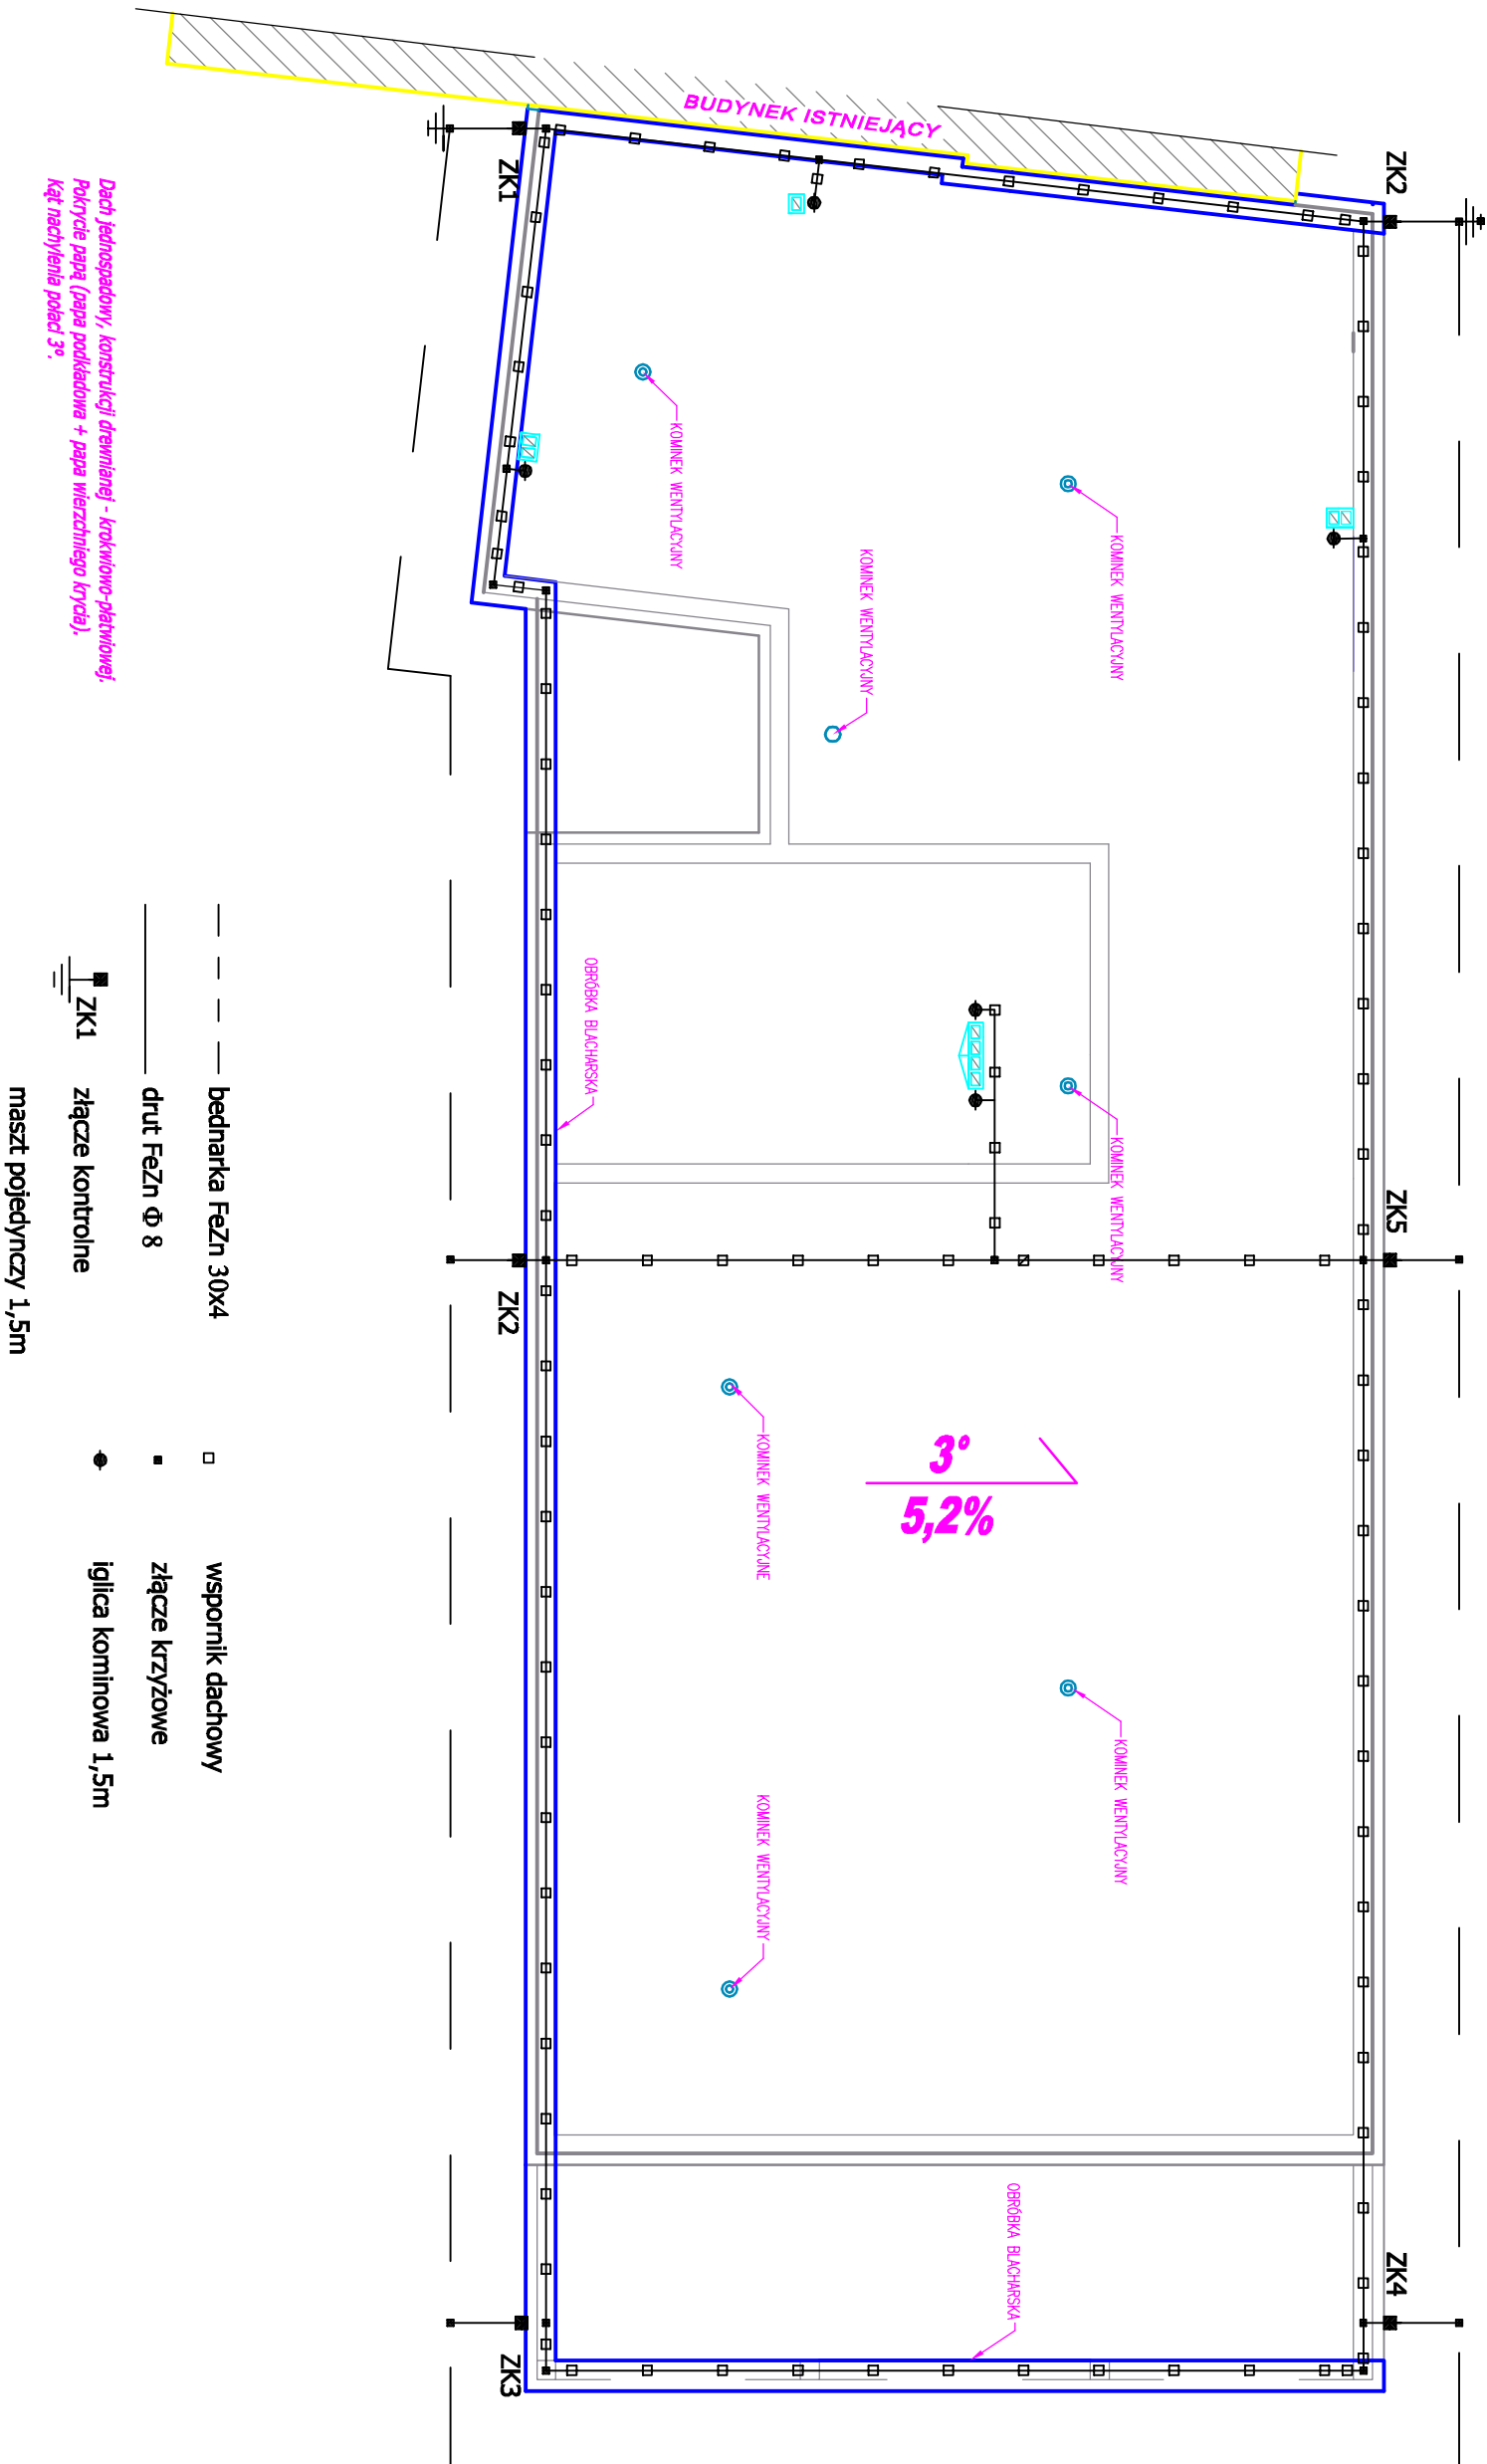 BUDYNEK ISTNIEJĄCY
ZK2
ZK5
ZK4
ZK1
ZK2
ZK3
KOMINEK WENTYLACYJNY
KOMINEK WENTYLACYJNY
KOMINEK WENTYLACYJNY
KOMINEK WENTYLACYJNY
KOMINEK WENTYLACYJNE
KOMINEK WENTYLACYJNY
KOMINEK WENTYLACYJNY
OBRÓBKA BLACHARSKA
OBRÓBKA BLACHARSKA
3°
5,2%
Dach jednospadowy, konstrukcji drewnianej - krokwiowo-płatwiowej.
Pokrycie papą (papa podkładowa + papa wierzchniego krycia).
Kąt nachylenia połaci 3°.
bednarka FeZn 30x4
drut FeZn Φ 8
ZK1 złącze kontrolne
maszt pojedynczy 1,5m
wspornik dachowy
złącze krzyżowe
iglica kominowa 1,5m